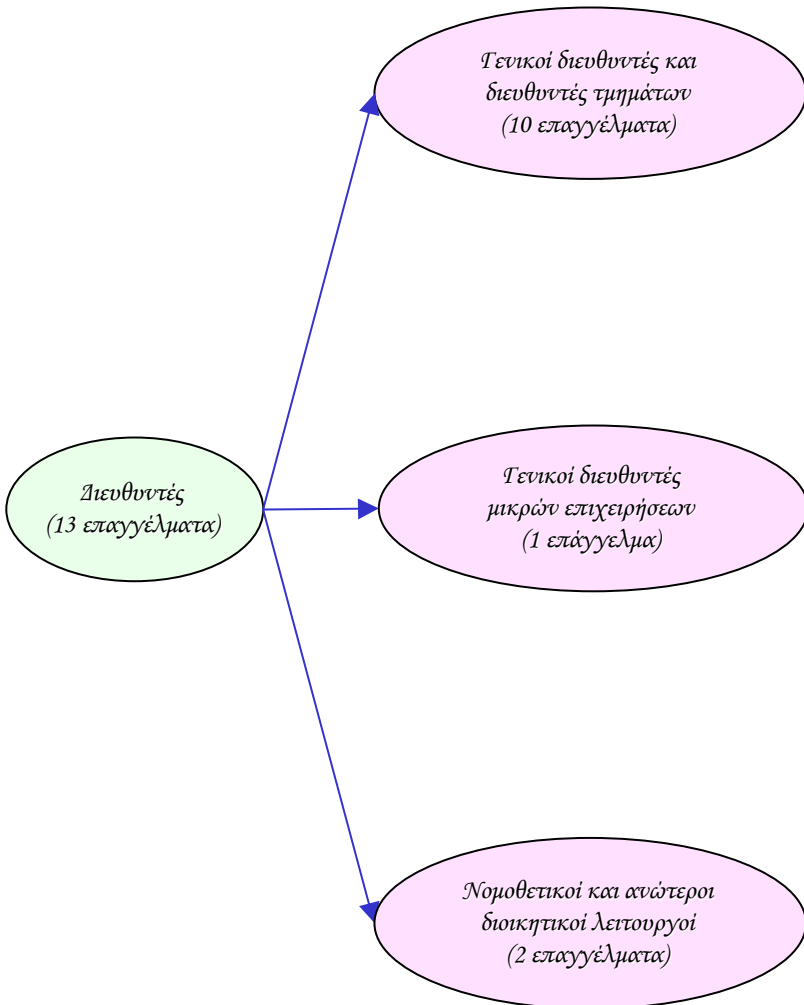 Γενικοί διευθυντές και
διευθυντές τμημάτων
(10 επαγγέλματα)
Διευθυντές
(13 επαγγέλματα)
Γενικοί διευθυντές
μικρών επιχειρήσεων
(1 επάγγελμα)
Νομοθετικοί και ανώτεροι
διοικητικοί λειτουργοί
(2 επαγγέλματα)